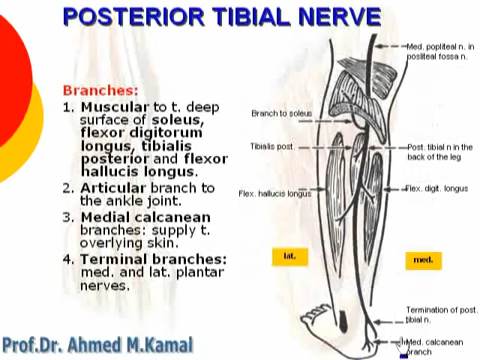 POSTERIOR TIBIAL NERVE
Branches:
1. Muscular to t. deep
surface of soleus,
flexor digitorum
longus, tibialis
posterior and flexor
hallucis longus.
2. Articular branch to
the ankle joint.
3. Medial calcanean
branches: supply t.
overlying skin.
4. Terminal branches:
med. and lat. plantar
nerves.
Med. popliteal n. in
posliteal fossa n.
Branch to soleus
Tibialis post.
Post. tibial n in the
back of the leg
Flex. hallucis longus
Flex. digit. longus
lat.
med.
Termination of post.
tibial n.
Med. calcanean
branch
Prof.Dr. Ahmed M.Kamal